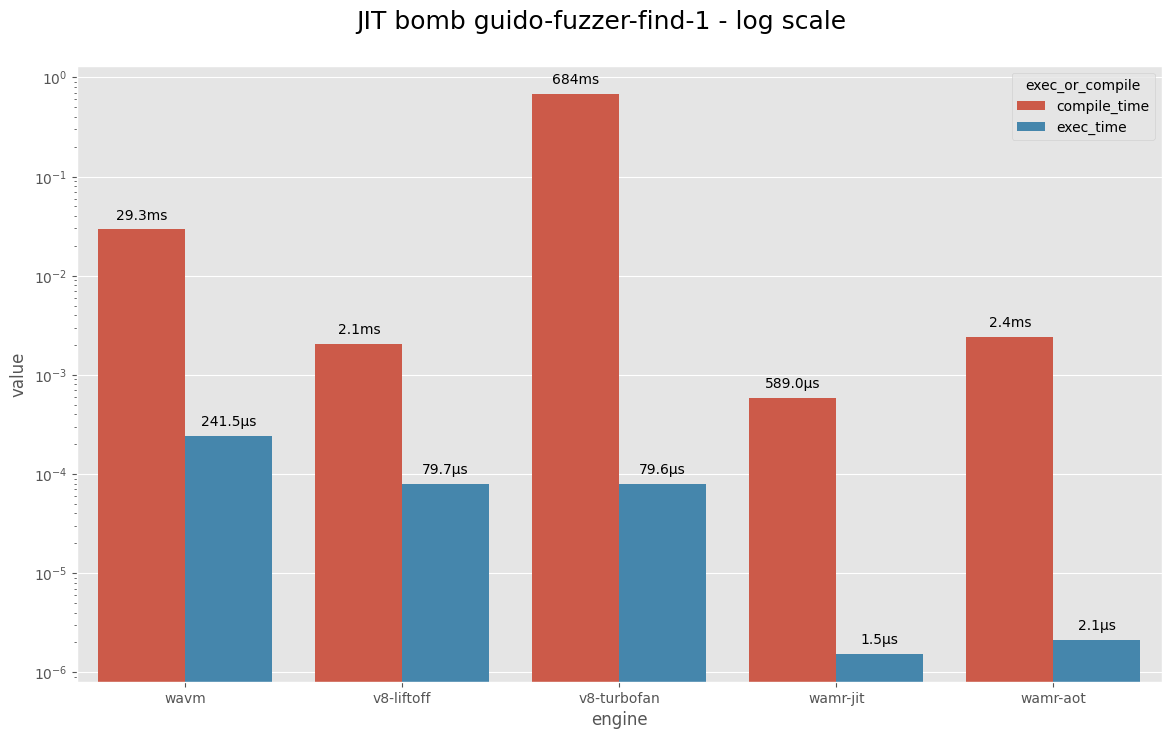 JIT bomb guido-fuzzer-find-1 - log scale
exec_or_compile
compile_time
exec_time
value
10⁰
10⁻¹
10⁻²
10⁻³
10⁻⁴
10⁻⁵
10⁻⁶
29.3ms
241.5µs
2.1ms
79.7µs
684ms
79.6µs
589.0µs
1.5µs
2.4ms
2.1µs
wavm
v8-liftoff
v8-turbofan
wamr-jit
wamr-aot
engine